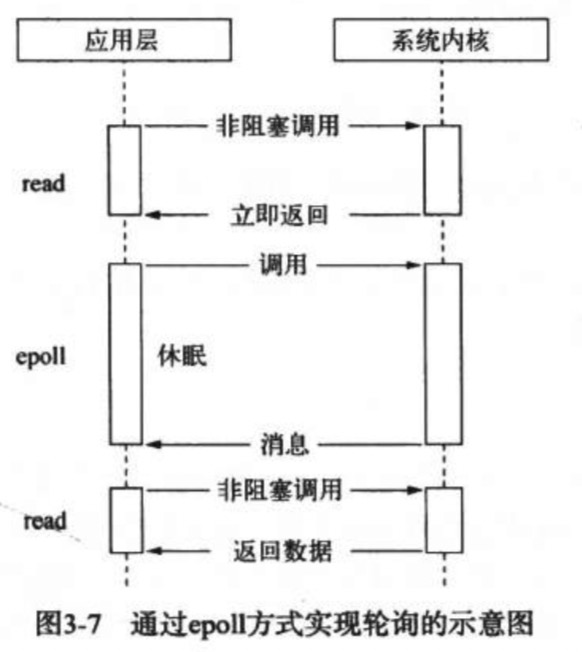 应用层
系统内核
非阻塞调用
read
立即返回
调用
epoll
休眠
消息
非阻塞调用
read
返回数据
图3-7 通过epoll方式实现轮询的示意图